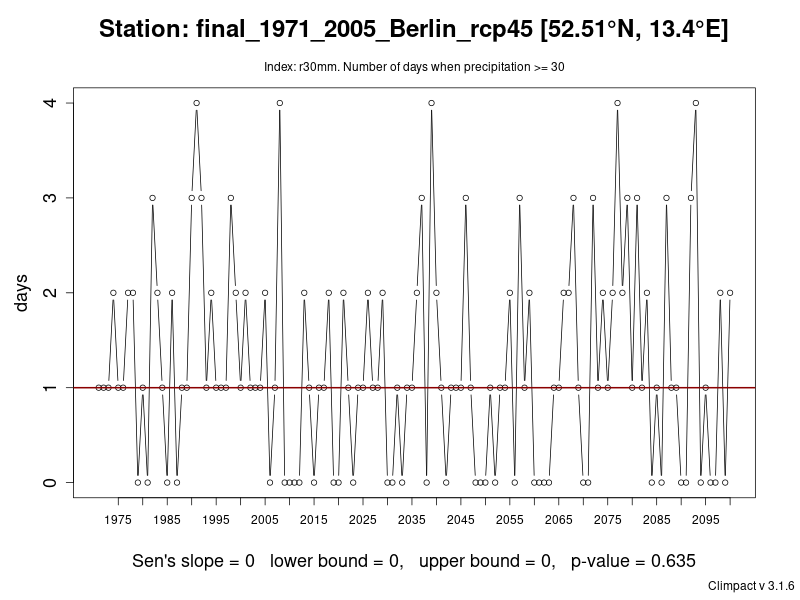 Station: final_1971_2005_Berlin_rcp45 [52.51°N, 13.4°E]
Index: r30mm. Number of days when precipitation >= 30
4
3
2
1
0
days
1975 1985 1995 2005 2015 2025 2035 2045 2055 2065 2075 2085 2095
Sen's slope = 0 lower bound = 0, upper bound = 0, p-value = 0.635
Climpact v 3.1.6